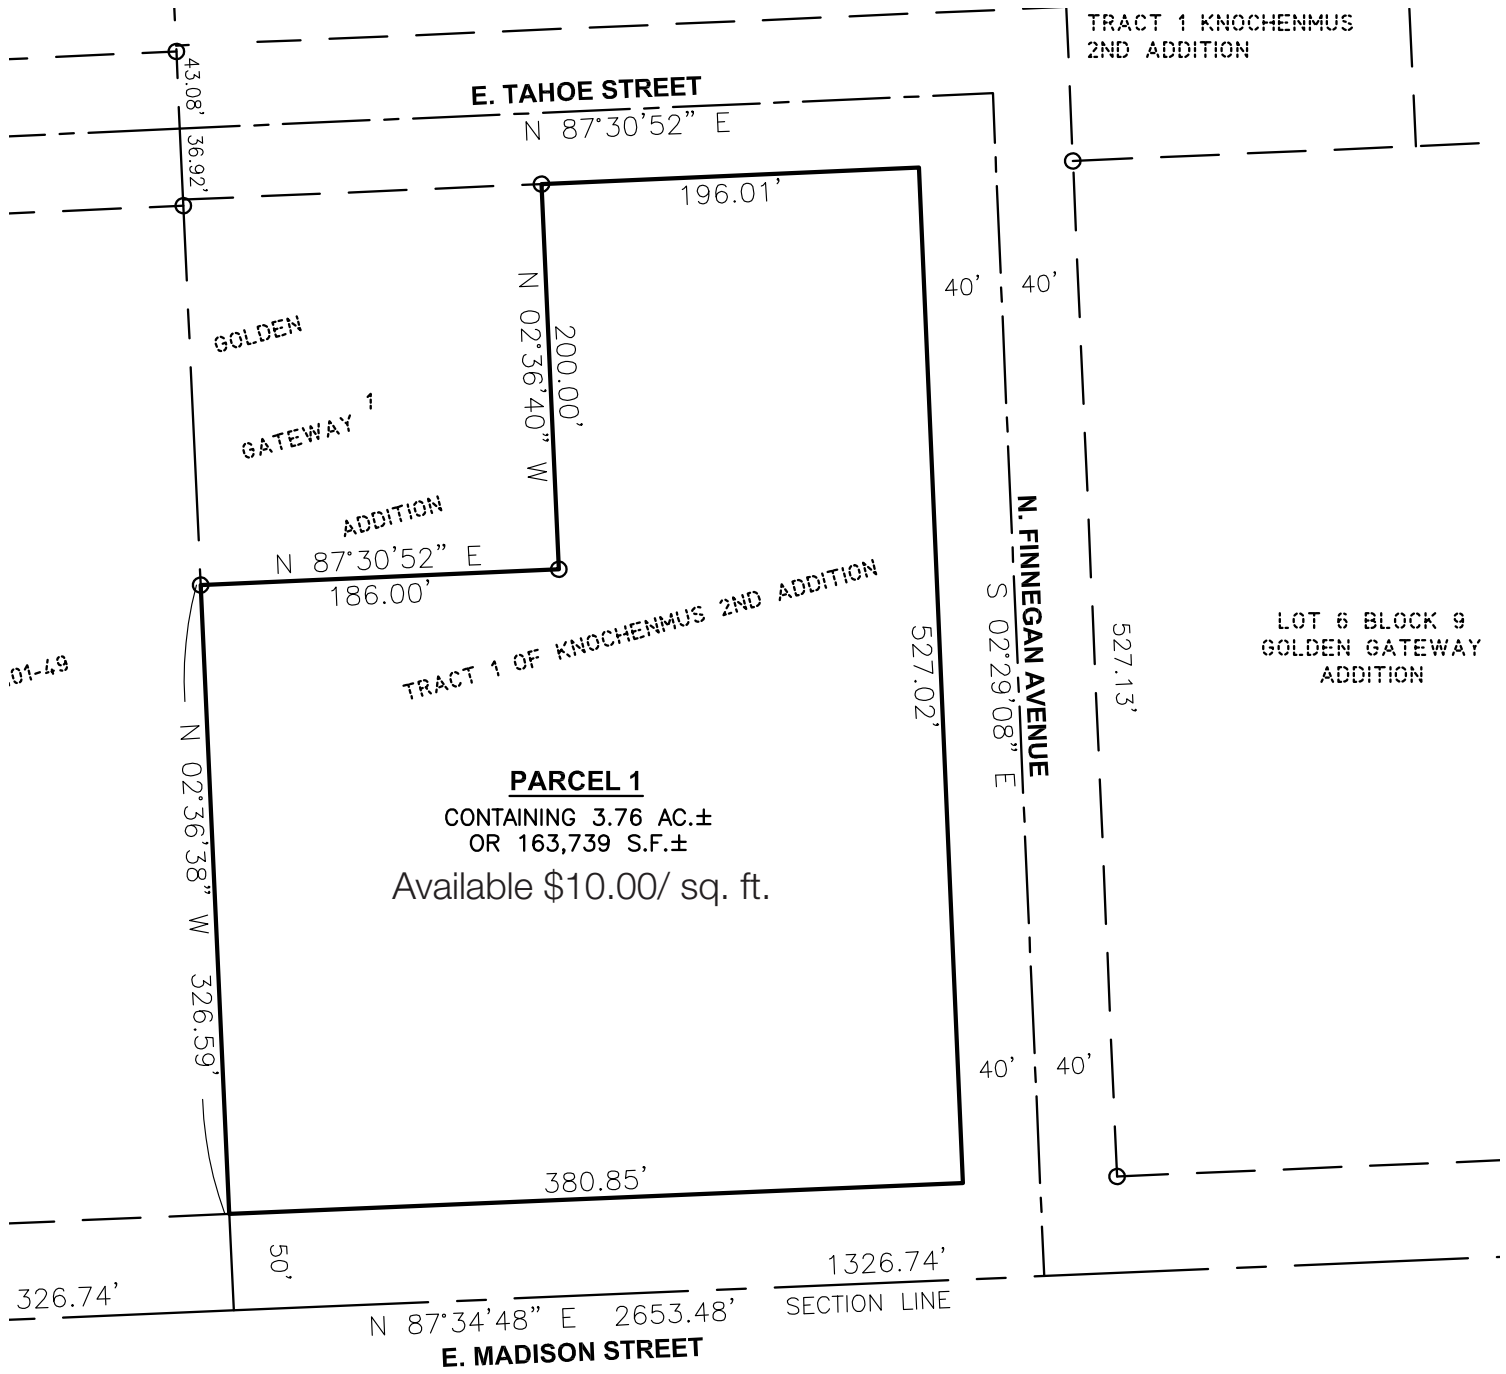 TRACT 1 KNOCHENMUS
2ND ADDITION
43.08'
36.92'
E. TAHOE STREET
N 87°30'52" E
196.01'
40'
40'
N 02°36'40" W
200.00'
GOLDEN
GATEWAY 1
ADDITION
N 87°30'52" E
186.00'
TRACT 1 OF KNOCHENMUS 2ND ADDITION
01-49
527.02'
N. FINNEGAN AVENUE
S 02°29'08" E
527.13'
LOT 6 BLOCK 9
GOLDEN GATEWAY
ADDITION
N 02°36'38" W 326.59'
PARCEL 1
CONTAINING 3.76 AC.±
OR 163,739 S.F.±
Available $10.00/ sq. ft.
40'
40'
380.85'
50'
326.74'
1326.74'
N 87°34'48" E 2653.48'
SECTION LINE
E. MADISON STREET